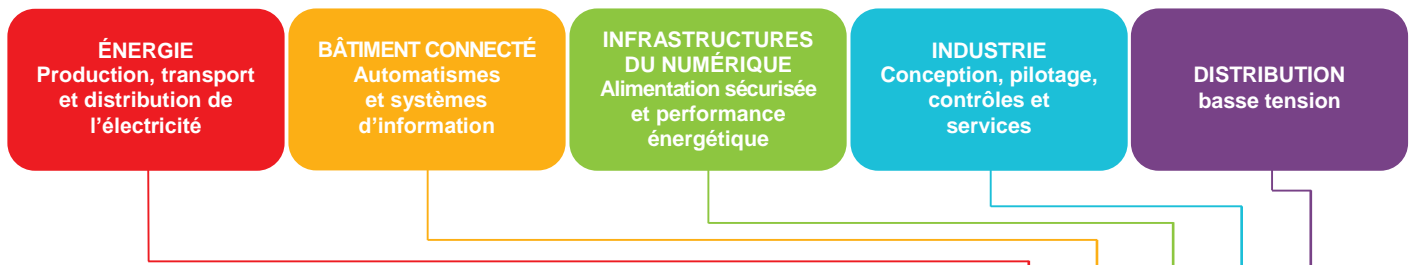 ÉNERGIE
Production, transport
et distribution de
l’électricité
BÂTIMENT CONNECTÉ
Automatismes
et systèmes
d’information
INFRASTRUCTURES
DU NUMÉRIQUE
Alimentation sécurisée
et performance
énergétique
INDUSTRIE
Conception, pilotage,
contrôles et
services
DISTRIBUTION
basse tension